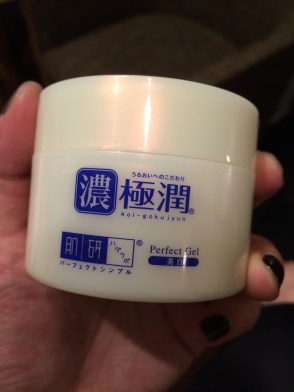 うるおいへのこだわり
濃極潤®
koi-gokujyun
肌研 ハダラボ ®
Perfect Gel
美白
パーフェクトシンプル